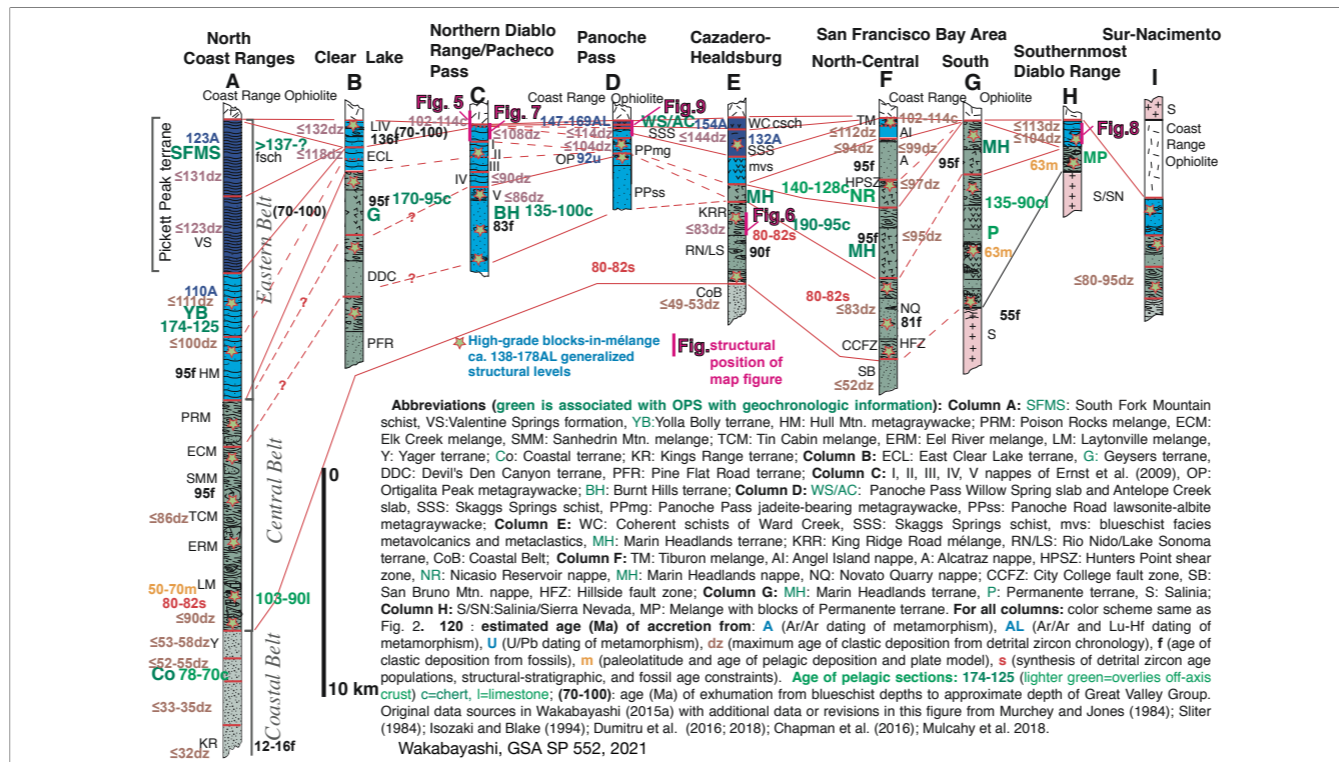 North
Coast Ranges
A
Clear Lake
B
Northern Diablo
Range/Pacheco
Pass
C
Panoche
Pass
D
Cazadero-
Healdsburg
E
San Francisco Bay Area
North-Central
F
South
G
Southernmost
Diablo Range
H
Sur-Nacimento
I
Coast Range Ophiolite
Coast Range Ophiolite
Coast Range Ophiolite
Pickett Peak terrane
123A
SFMS
>137-?
fsch
≤131dz
(70-100)
≤123dz
VS
Eastern Belt
110A
≤111dz
YB
174-125
≤100dz
95f HM
PRM
ECM
SMM
95f
≤86dz TCM
ERM
Central Belt
50-70m LM
80-82s
≤90dz
103-90l
≤53-58dz Y
≤52-55dz
Co 78-70c
≤33-35dz
Coastal Belt
KR
≤32dz
12-16f
?
?
≤132dz
≤118dz
LIV
136f
(70-100)
ECL
95f
G
170-95c
?
DDC
?
PFR
Fig. 5
102-114c
Fig. 7
≤108dz
I
II
III
IV
≤90dz
V
≤86dz
BH
135-100c
83f
147-169AL
≤114dz
≤104dz
OP
92u
WS/AC
Fig.9
SSS
PPmg
PPss
154A
≤144dz
WC csch
132A
SSS
mvs
MH
KRR
≤83dz
Fig.6
80-82s
RN/LS
90f
CoB
≤49-53dz
80-82s
140-128c
NR
190-95c
MH
TM
≤112dz
≤94dz
AI
95f
A
HPSZ
102-114c
≤99dz
≤97dz
95f
≤95dz
80-82s
≤83dz
NQ
81f
CCFZ
HFZ
SB
≤52dz
95f
MH
135-90cl
P
63m
S
55f
≤113dz
≤104dz
63m
Fig.8
MP
S/SN
S
Coast
Range
Ophiolite
≤80-95dz
High-grade blocks-in-mélange
ca. 138-178AL generalized
structural levels
Fig. structural
position of
map figure
0
10 km
Abbreviations (green is associated with OPS with geochronologic information): Column A: SFMS: South Fork Mountain
schist, VS:Valentine Springs formation, YB:Yolla Bolly terrane, HM: Hull Mtn. metagraywacke; PRM: Poison Rocks melange, ECM:
Elk Creek melange, SMM: Sanhedrin Mtn. melange; TCM: Tin Cabin melange, ERM: Eel River melange, LM: Laytonville melange,
Y: Yager terrane; Co: Coastal terrane; KR: Kings Range terrane; Column B: ECL: East Clear Lake terrane, G: Geysers terrane,
DDC: Devil's Den Canyon terrane, PFR: Pine Flat Road terrane; Column C: I, II, III, IV, V nappes of Ernst et al. (2009), OP:
Ortigalita Peak metagraywacke; BH: Burnt Hills terrane; Column D: WS/AC: Panoche Pass Willow Spring slab and Antelope Creek
slab, SSS: Skaggs Springs schist, PPmg: Panoche Pass jadeite-bearing metagraywacke, PPss: Panoche Road lawsonite-albite
metagraywacke; Column E: WC: Coherent schists of Ward Creek, SSS: Skaggs Springs schist, mvs: blueschist facies
metavolcanics and metaclastics, MH: Marin Headlands terrane; KRR: King Ridge Road mélange, RN/LS: Rio Nido/Lake Sonoma
terrane, CoB: Coastal Belt; Column F: TM: Tiburon melange, AI: Angel Island nappe, A: Alcatraz nappe, HPSZ: Hunters Point shear
zone, NR: Nicasio Reservoir nappe, MH: Marin Headlands nappe, NQ: Novato Quarry nappe; CCFZ: City College fault zone, SB:
San Bruno Mtn. nappe, HFZ: Hillside fault zone; Column G: MH: Marin Headlands terrane, P: Permanente terrane, S: Salinia;
Column H: S/SN:Salinia/Sierra Nevada, MP: Melange with blocks of Permanente terrane. For all columns: color scheme same as
Fig. 2. 120 : estimated age (Ma) of accretion from: A (Ar/Ar dating of metamorphism), AL (Ar/Ar and Lu-Hf dating of
metamorphism), U (U/Pb dating of metamorphism), dz (maximum age of clastic deposition from detrital zircon chronology), f (age of
clastic deposition from fossils), m (paleolatitude and age of pelagic deposition and plate model), s (synthesis of detrital zircon age
populations, structural-stratigraphic, and fossil age constraints). Age of pelagic sections: 174-125 (lighter green=overlies off-axis
crust) c=chert, l=limestone; (70-100): age (Ma) of exhumation from blueschist depths to approximate depth of Great Valley Group.
Original data sources in Wakabayashi (2015a) with additional data or revisions in this figure from Murchey and Jones (1984); Sliter
(1984); Isozaki and Blake (1994); Dumitru et al. (2016; 2018); Chapman et al. (2016); Mulcahy et al. 2018.
Wakabayashi, GSA SP 552, 2021